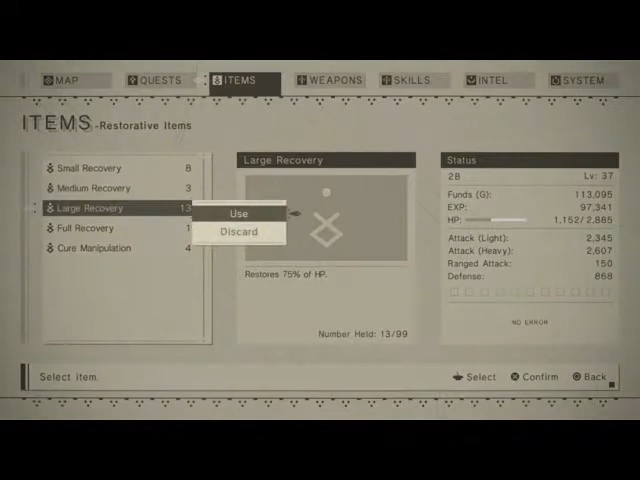 MAP QUESTS ITEMS WEAPONS SKILLS INTEL SYSTEM
ITEMS -Restorative Items
Small Recovery 8
Medium Recovery 3
Large Recovery 13
Full Recovery 1
Cure Manipulation 4
Use
Discard
Large Recovery
Restores 75% of HP.
Number Held: 13/99
Status
2B Lv: 37
Funds (G): 113,095
EXP: 97,341
HP: 1,152/2,885
Attack (Light): 2,345
Attack (Heavy): 2,607
Ranged Attack: 150
Defense: 868
NO ERROR
Select item. Select Confirm Back